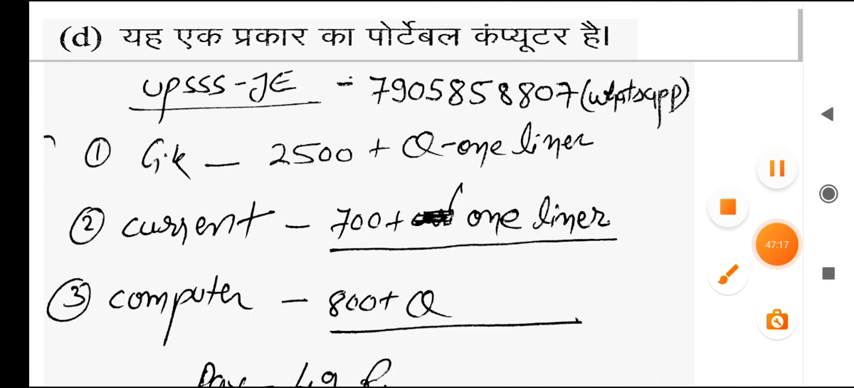 (d) यह एक प्रकार का पोर्टेबल कंप्यूटर है।
UPSSS-JE - 7905858807 (whatsapp)
① G.K - 2500 + Q-one liner
② current - 700+ one liner
③ computer - 800+ Q
47:17